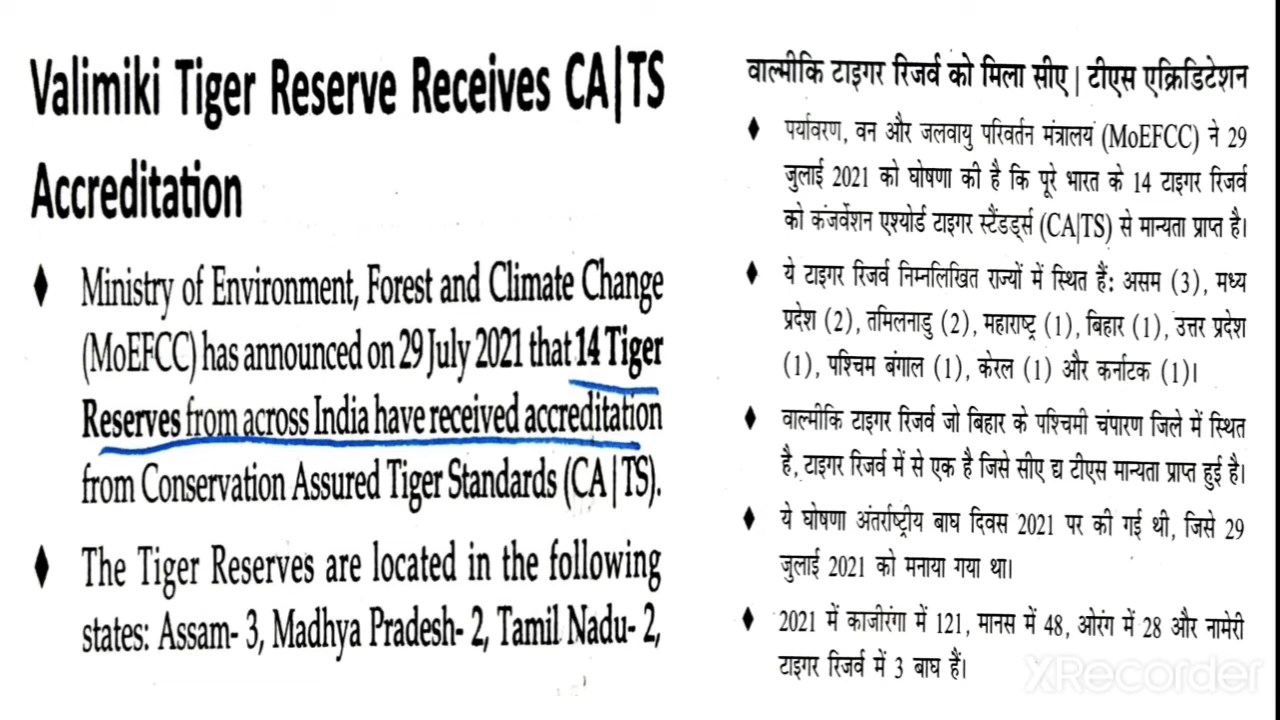 Valimiki Tiger Reserve Receives CA|TS
Accreditation
♦ Ministry of Environment, Forest and Climate Change
(MoEFCC) has announced on 29 July 2021 that 14 Tiger
Reserves from across India have received accreditation
from Conservation Assured Tiger Standards (CA|TS).
♦ The Tiger Reserves are located in the following
states: Assam- 3, Madhya Pradesh- 2, Tamil Nadu- 2,
वाल्मीकि टाइगर रिजर्व को मिला सीए | टीएस एक्रिडिटेशन
♦ पर्यावरण, वन और जलवायु परिवर्तन मंत्रालय (MoEFCC) ने 29
जुलाई 2021 को घोषणा की है कि पूरे भारत के 14 टाइगर रिजर्व
को कंजर्वेशन एश्योर्ड टाइगर स्टैंडर्ड्स (CA|TS) से मान्यता प्राप्त है।
♦ ये टाइगर रिजर्व निम्नलिखित राज्यों में स्थित हैं: असम (3), मध्य
प्रदेश (2), तमिलनाडु (2), महाराष्ट्र (1), बिहार (1), उत्तर प्रदेश
(1), पश्चिम बंगाल (1), केरल (1) और कर्नाटक (1)।
♦ वाल्मीकि टाइगर रिजर्व जो बिहार के पश्चिमी चंपारण जिले में स्थित
है, टाइगर रिजर्व में से एक है जिसे सीए द्य टीएस मान्यता प्राप्त हुई है।
♦ ये घोषणा अंतर्राष्ट्रीय बाघ दिवस 2021 पर की गई थी, जिसे 29
जुलाई 2021 को मनाया गया था।
♦ 2021 में काजीरंगा में 121, मानस में 48, ओरंग में 28 और नामेरी
टाइगर रिजर्व में 3 बाघ हैं।
XRecorder